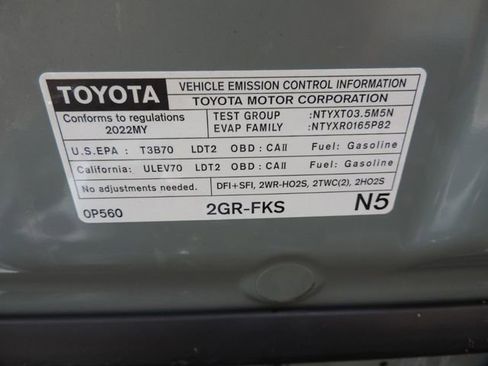 TOYOTA
VEHICLE EMISSION CONTROL INFORMATION
TOYOTA MOTOR CORPORATION
Conforms to regulations
2022MY
TEST GROUP :NTYXT03.5M5N
EVAP FAMILY :NTYXR0165P82
U.S.EPA : T3B70 LDT2 OBD : CAII Fuel: Gasoline
California: ULEV70 LDT2 OBD : CAII Fuel: Gasoline
No adjustments needed.
DFI+SFI, 2WR-HO2S, 2TWC(2), 2HO2S
0P560
2GR-FKS
N5